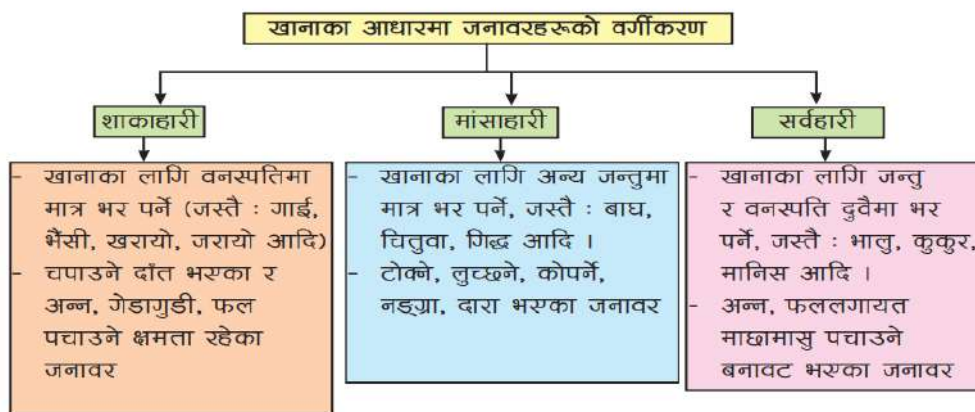 खानाका आधारमा जनावरहरूको वर्गीकरण
शाकाहारी
- खानाका लागि वनस्पतिमा
मात्र भर पर्ने (जस्तै : गाई,
भैंसी, खरायो, जरायो आदि)
- चपाउने दाँत भएका र
अन्न, गेडागुडी, फल
पचाउने क्षमता रहेका
जनावर
मांसाहारी
- खानाका लागि अन्य जन्तुमा
मात्र भर पर्ने, जस्तै : बाघ,
चितुवा, गिद्ध आदि ।
- टोक्ने, लुच्छ्ने, कोपर्ने,
नङ्ग्रा, दारा भएका जनावर
सर्वहारी
- खानाका लागि जन्तु
र वनस्पति दुवैमा भर
पर्ने, जस्तै : भालु, कुकुर,
मानिस आदि ।
- अन्न, फललगायत
माछामासु पचाउने
बनावट भएका जनावर